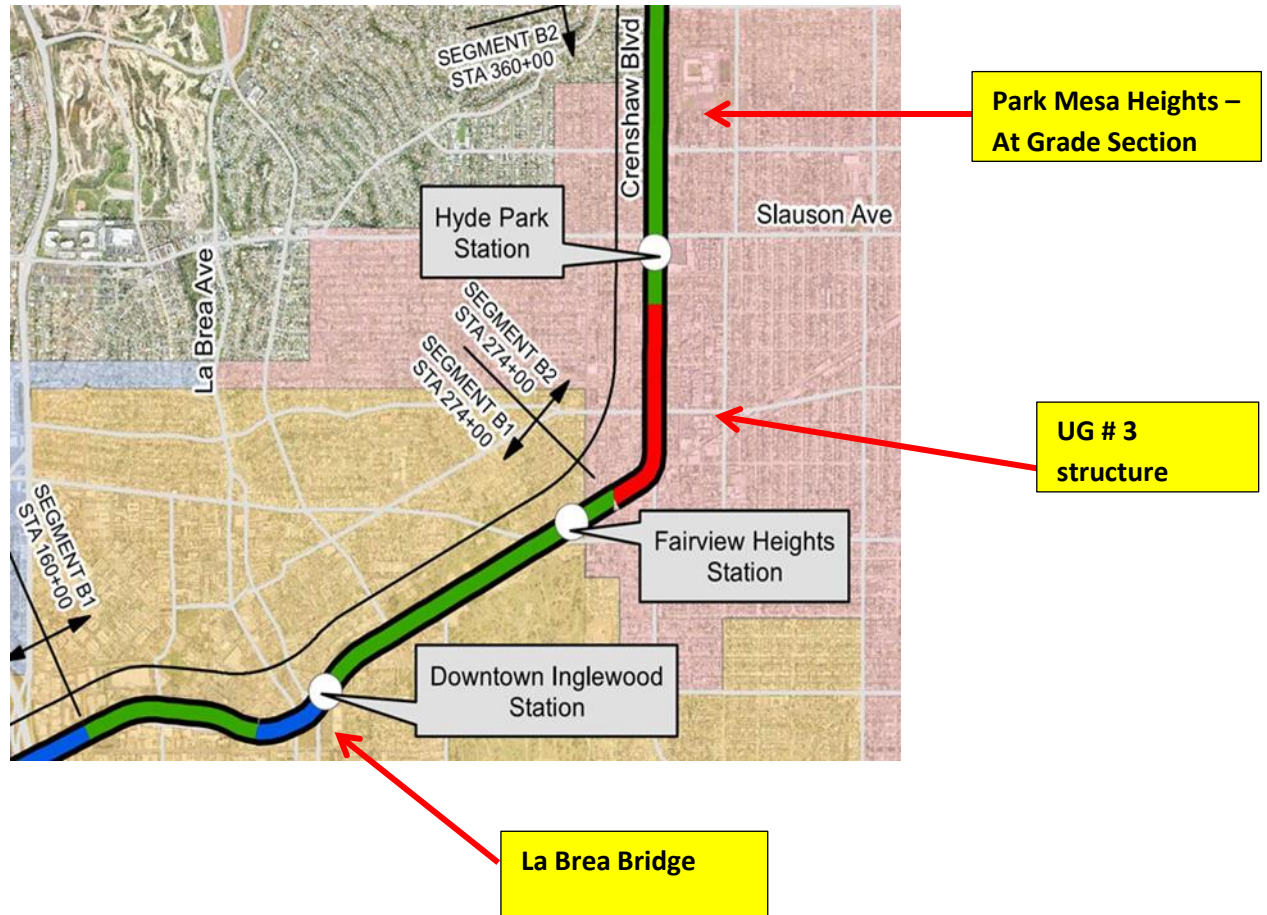 SEGMENT B2
STA 360+00
Crenshaw Blvd
Park Mesa Heights –
At Grade Section
Hyde Park
Station
Slauson Ave
La Brea Ave
SEGMENT B2
STA 274+00
SEGMENT B1
STA 274+00
UG # 3
structure
SEGMENT B1
STA 160+00
Fairview Heights
Station
Downtown Inglewood
Station
La Brea Bridge